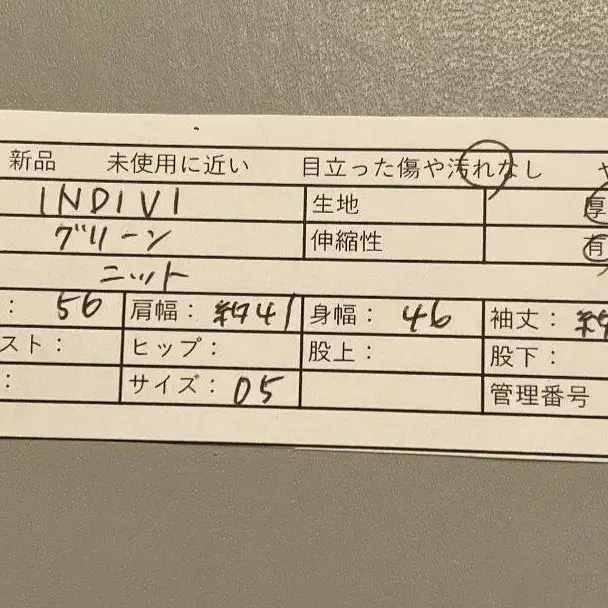 新品 未使用に近い 目立った傷や汚れなし
INDIVI 生地 厚
グリーン 伸縮性 有
ニット
: 56 肩幅: 約41 身幅: 46 袖丈: 約
スト: ヒップ: 股上: 股下:
: サイズ: 05 管理番号